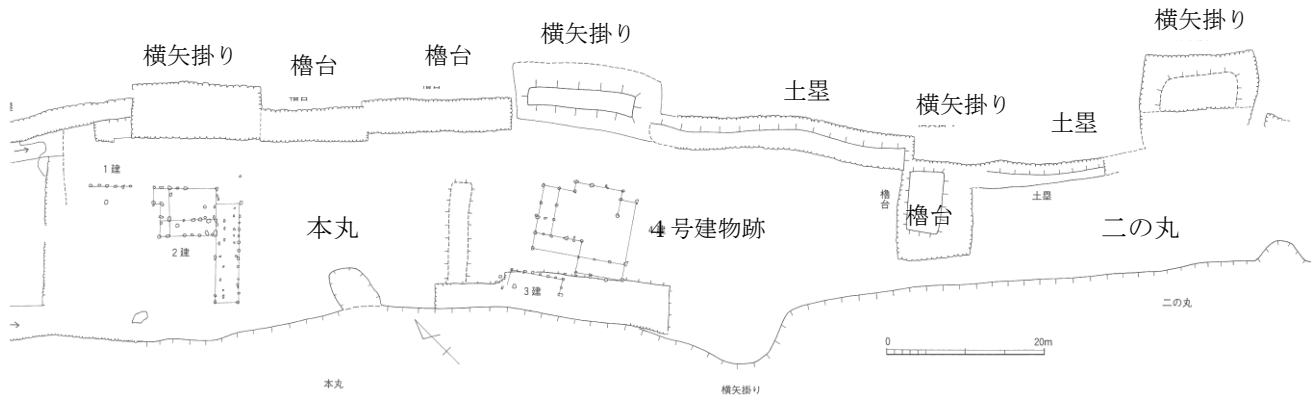 横矢掛り
櫓台
櫓台
横矢掛り
土塁
横矢掛り
土塁
横矢掛り
1建
2建
本丸
4号建物跡
3建
櫓台
櫓台
土塁
二の丸
二の丸
0 20m
本丸
横矢掛り